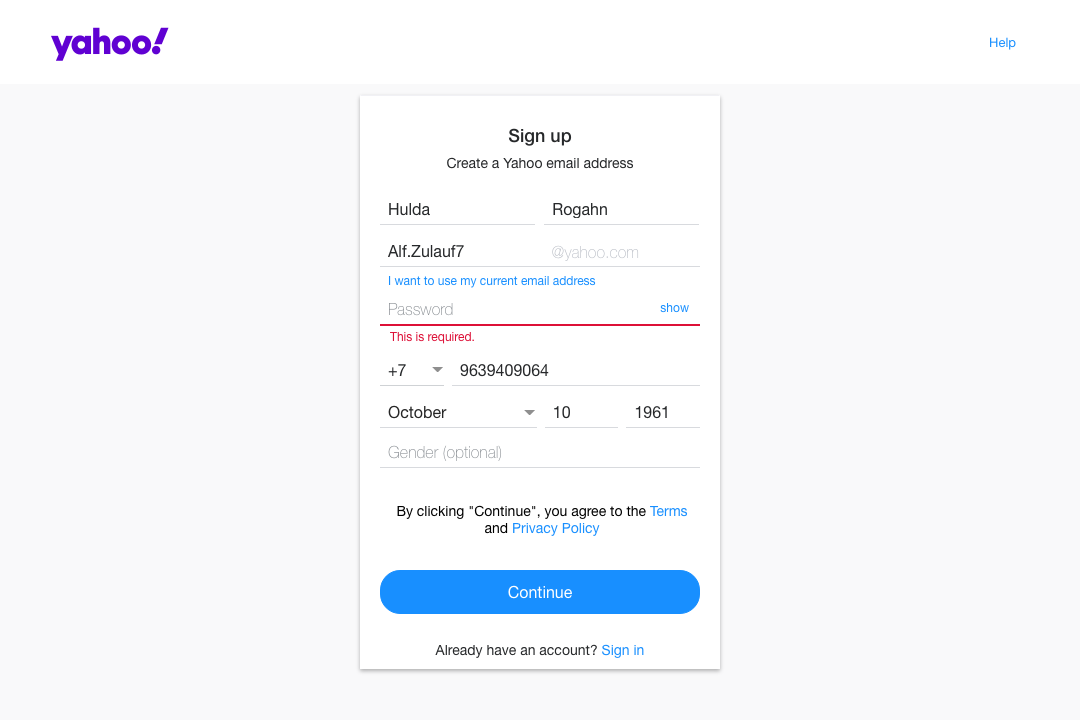 yahoo!
Help
Sign up
Create a Yahoo email address
Hulda Rogahn
Alf.Zulauf7 @yahoo.com
I want to use my current email address
Password show
This is required.
+7 9639409064
October 10 1961
Gender (optional)
By clicking "Continue", you agree to the Terms
and Privacy Policy
Continue
Already have an account? Sign in